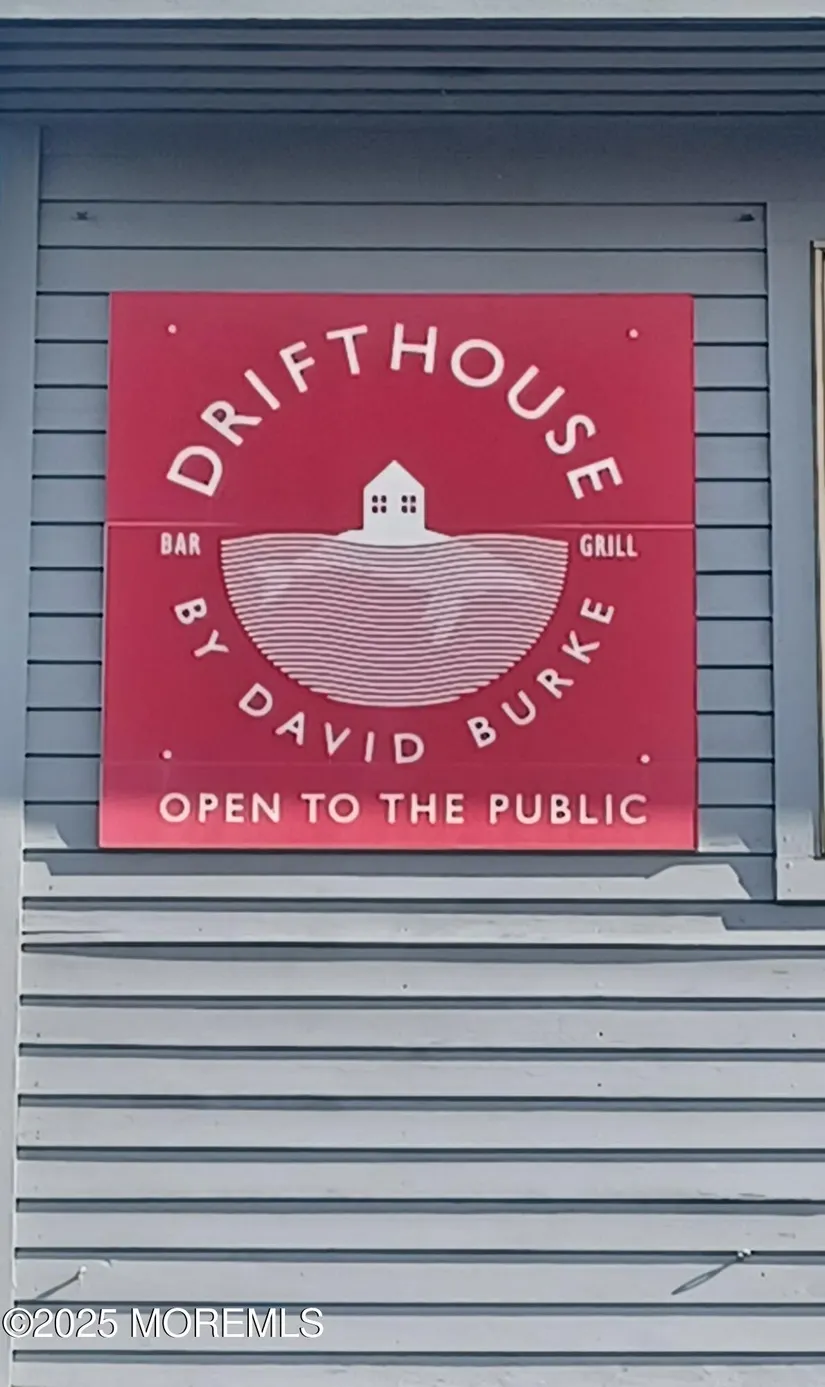 DRIFTHOUSE
BAR GRILL
BY DAVID BURKE
OPEN TO THE PUBLIC
©2025 MOREMLS